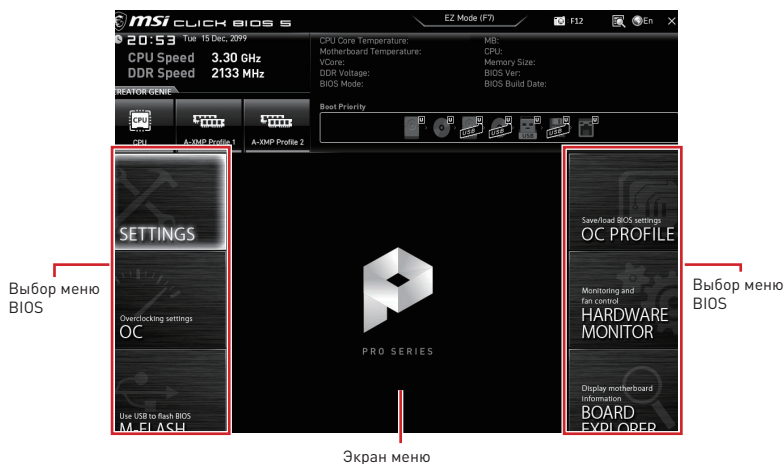 msi CLICK BIOS 5
EZ Mode (F7)
F12
En
X
20:53 Tue 15 Dec, 2099
CPU Speed 3.30 GHz
DDR Speed 2133 MHz
CPU Core Temperature:
Motherboard Temperature:
VCore:
DDR Voltage:
BIOS Mode:
MB:
CPU:
Memory Size:
BIOS Ver:
BIOS Build Date:
CREATOR GENIE
CPU
CPU
A-XMP Profile 1
A-XMP Profile 2
Boot Priority
U U U U U U U
USB USB USB USB
SETTINGS
Overclocking settings
OC
Use USB to flash BIOS
M-FLASH
PRO SERIES
Save/load BIOS settings
OC PROFILE
Monitoring and
fan control
HARDWARE
MONITOR
Display motherboard
information
BOARD
EXPLORER
Выбор меню
BIOS
Выбор меню
BIOS
Экран меню